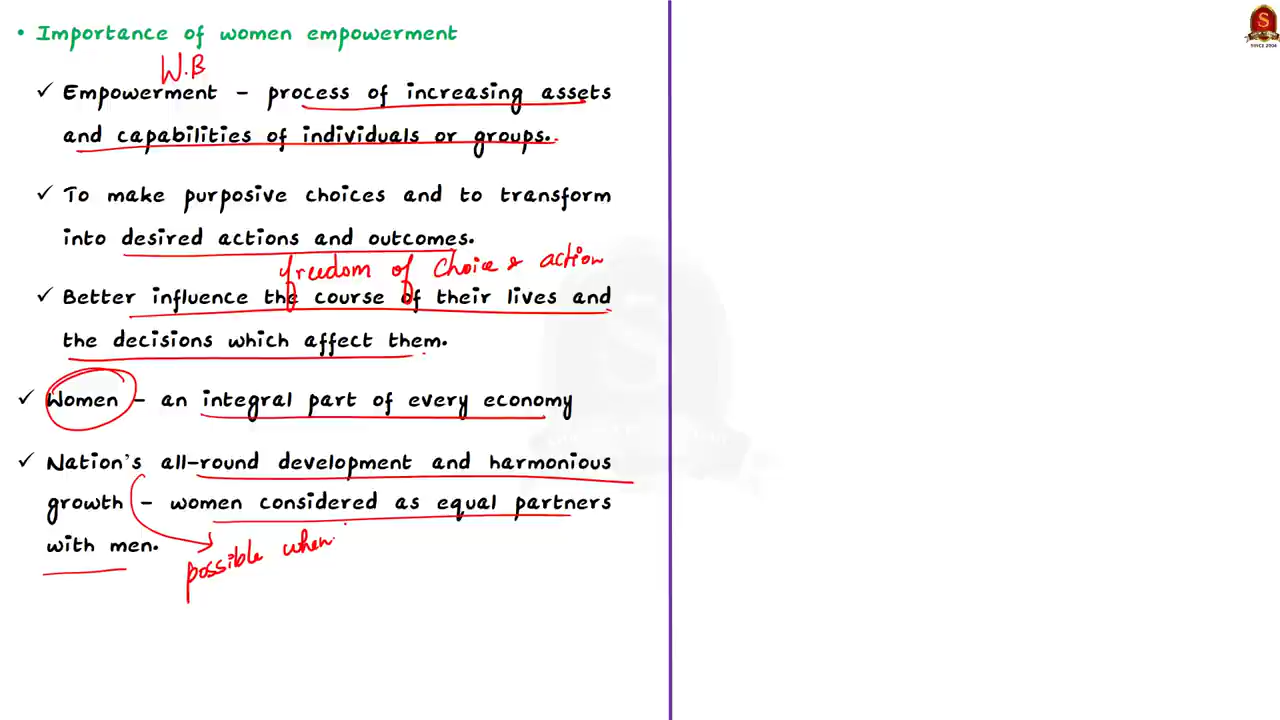 • Importance of women empowerment
W.B
✓ Empowerment - process of increasing assets
and capabilities of individuals or groups.
✓ To make purposive choices and to transform
into desired actions and outcomes.
freedom of choice & action
✓ Better influence the course of their lives and
the decisions which affect them.
✓ Women - an integral part of every economy
✓ Nation's all-round development and harmonious
growth - women considered as equal partners
with men.
possible when
S
SINCE 2004